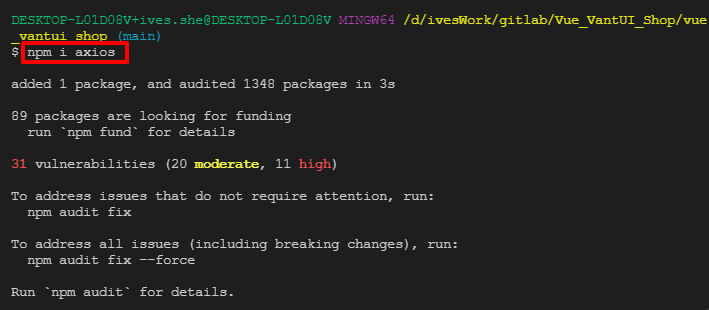 DESKTOP-L01D08V+ives.she@DESKTOP-L01D08V MINGW64 /d/ivesWork/gitlab/Vue_VantUI_Shop/vue
_vantui_shop (main)
$ npm i axios
added 1 package, and audited 1348 packages in 3s
89 packages are looking for funding
  run `npm fund` for details
31 vulnerabilities (20 moderate, 11 high)
To address issues that do not require attention, run:
  npm audit fix
To address all issues (including breaking changes), run:
  npm audit fix --force
Run `npm audit` for details.